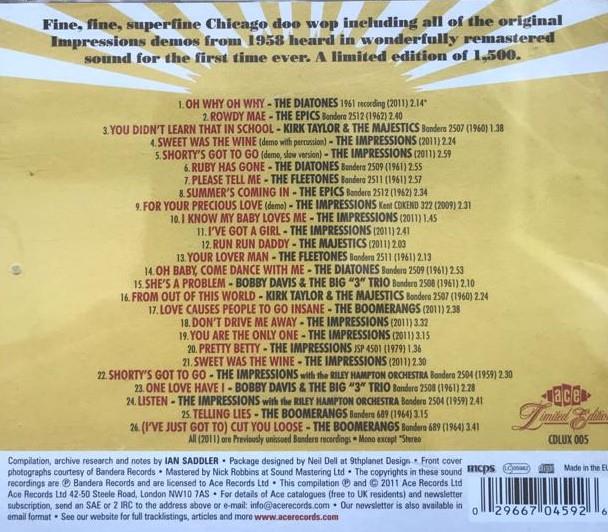 Fine, fine, superfine Chicago doo wop including all of the original
Impressions demos from 1958 heard in wonderfully remastered
sound for the first time ever. A limited edition of 1,500.
1. OH WHY OH WHY - THE DIATONES 1961 recording (2011) 2.14*
2. ROWDY MAE - THE EPICS Bandera 2512 (1962) 2.40
3. YOU DIDN'T LEARN THAT IN SCHOOL - KIRK TAYLOR & THE MAJESTICS Bandera 2507 (1960) 1.38
4. SWEET WAS THE WINE (demo with percussion) - THE IMPRESSIONS (2011) 2.24
5. SHORTY'S GOT TO GO (demo, slow version) - THE IMPRESSIONS (2011) 2.59
6. RUBY HAS GONE - THE DIATONES Bandera 2509 (1961) 2.55
7. PLEASE TELL ME - THE FLEETONES Bandera 2511 (1961) 2.57
8. SUMMER'S COMING IN - THE EPICS Bandera 2512 (1962) 2.34
9. FOR YOUR PRECIOUS LOVE (demo) - THE IMPRESSIONS Kent CDKEND 322 (2009) 2.31
10. I KNOW MY BABY LOVES ME - THE IMPRESSIONS (2011) 1.45
11. I'VE GOT A GIRL - THE IMPRESSIONS (2011) 2.41
12. RUN RUN DADDY - THE MAJESTICS (2011) 2.03
13. YOUR LOVER MAN - THE FLEETONES Bandera 2511 (1961) 2.13
14. OH BABY, COME DANCE WITH ME - THE DIATONES Bandera 2509 (1961) 2.53
15. SHE'S A PROBLEM - BOBBY DAVIS & THE BIG "3" TRIO Bandera 2508 (1961) 2.10
16. FROM OUT OF THIS WORLD - KIRK TAYLOR & THE MAJESTICS Bandera 2507 (1960) 2.24
17. LOVE CAUSES PEOPLE TO GO INSANE - THE BOOMERANGS (2011) 2.38
18. DON'T DRIVE ME AWAY - THE IMPRESSIONS (2011) 3.32
19. YOU ARE THE ONLY ONE - THE IMPRESSIONS (2011) 3.15
20. PRETTY BETTY - THE IMPRESSIONS JSP 4501 (1979) 1.36
21. SWEET WAS THE WINE - THE IMPRESSIONS (2011) 2.30
22. SHORTY'S GOT TO GO - THE IMPRESSIONS with the RILEY HAMPTON ORCHESTRA Bandera 2504 (1959) 2.30
23. ONE LOVE HAVE I - BOBBY DAVIS & THE BIG "3" TRIO Bandera 2508 (1961) 2.28
24. LISTEN - THE IMPRESSIONS with the RILEY HAMPTON ORCHESTRA Bandera 2504 (1959) 2.41
25. TELLING LIES - THE BOOMERANGS Bandera 689 (1964) 3.15
26. (I'VE JUST GOT TO) CUT YOU LOOSE - THE BOOMERANGS Bandera 689 (1964) 3.41
All (2011) are Previously unissued Bandera recordings • Mono except *Stereo
ace
Limited Edition
CDLUX 005
Compilation, archive research and notes by IAN SADDLER • Package designed by Neil Dell at 9thplanet Design • Front cover
photographs courtesy of Bandera Records • Mastered by Nick Robbins at Sound Mastering Ltd • The copyrights in these sound
recordings are ℗ Bandera Records and are licensed to Ace Records Ltd • This compilation ℗ and © 2011 Ace Records Ltd
Ace Records Ltd 42-50 Steele Road, London NW10 7AS • For details of Ace catalogues (free to UK residents) and newsletter
subscription, send an SAE or 2 IRC to the address above or e-mail: info@acerecords.com • Our newsletter is also available in
email format • See our website for full tracklistings, articles and more www.acerecords.com
mcps
LC 05982
Made in the EU
0 29667 04592 6